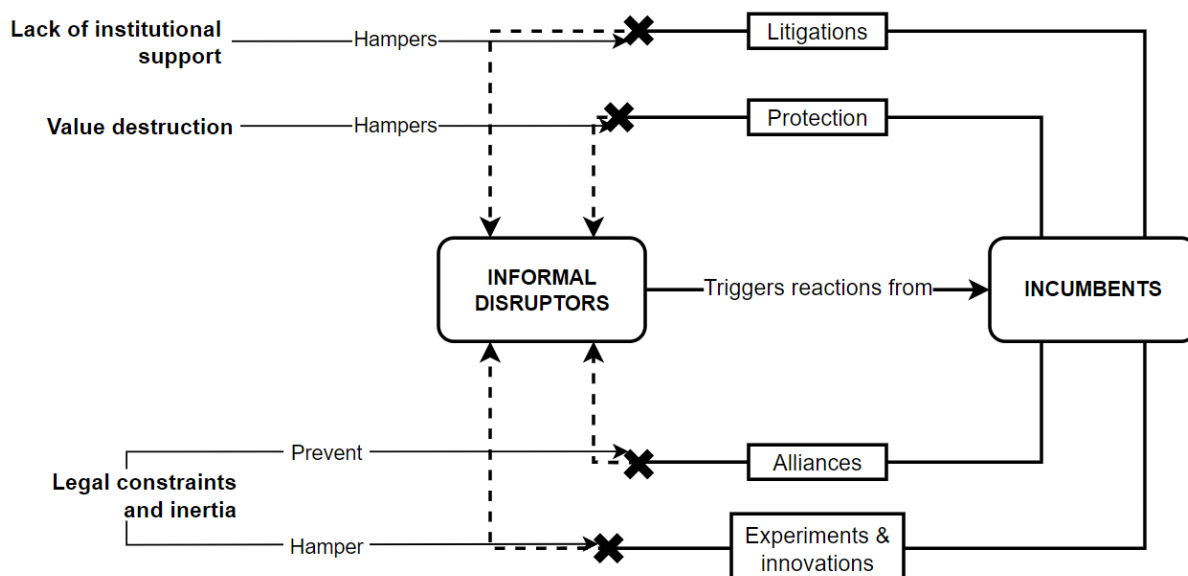 Lack of institutional
support
Hampers
Litigations
Value destruction
Hampers
Protection
INFORMAL
DISRUPTORS
Triggers reactions from
INCUMBENTS
Prevent
Alliances
Legal constraints
and inertia
Hamper
Experiments &
innovations